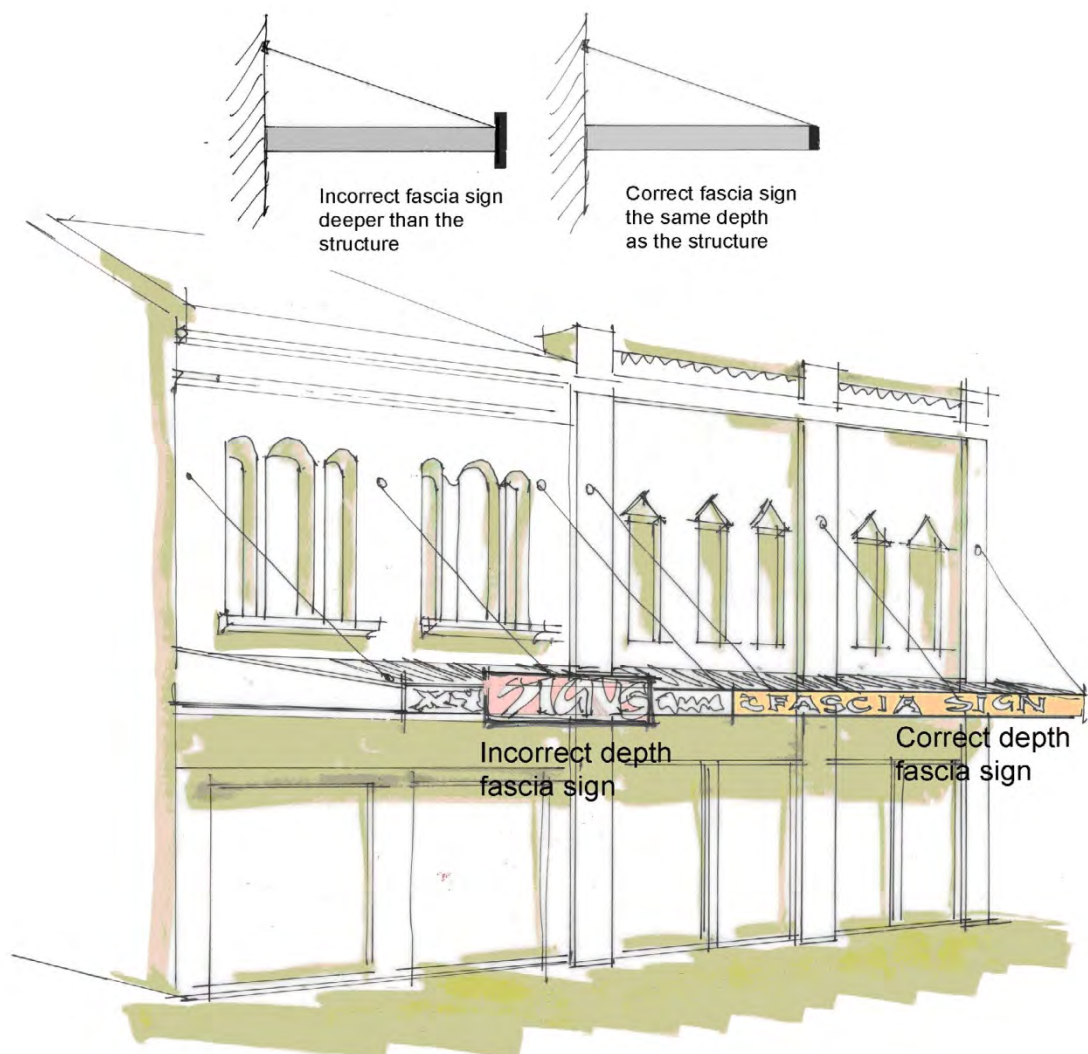 Incorrect fascia sign
deeper than the
structure
Correct fascia sign
the same depth
as the structure
SIGNS
FASCIA SIGN
Incorrect depth
fascia sign
Correct depth
fascia sign